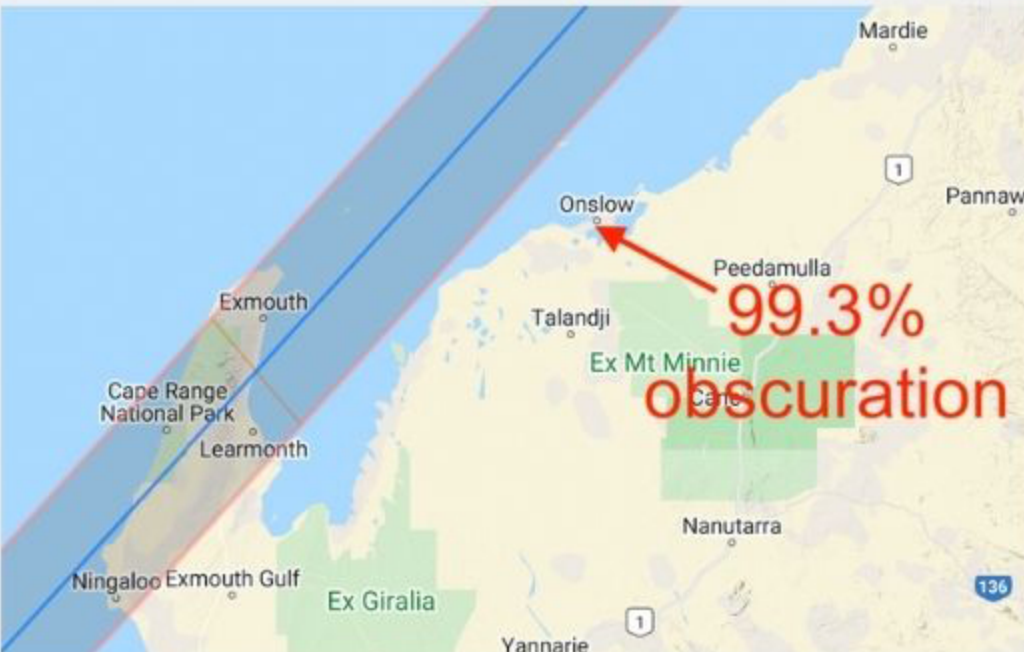 Mardie
1
Pannaw
Onslow
Peedamulla
99.3%
Exmouth
Talandji
Ex Mt Minnie
Cane
obscuration
Cape Range
National Park
Learmonth
Nanutarra
Ningaloo
Exmouth Gulf
136
Ex Giralia
1
Yannarie